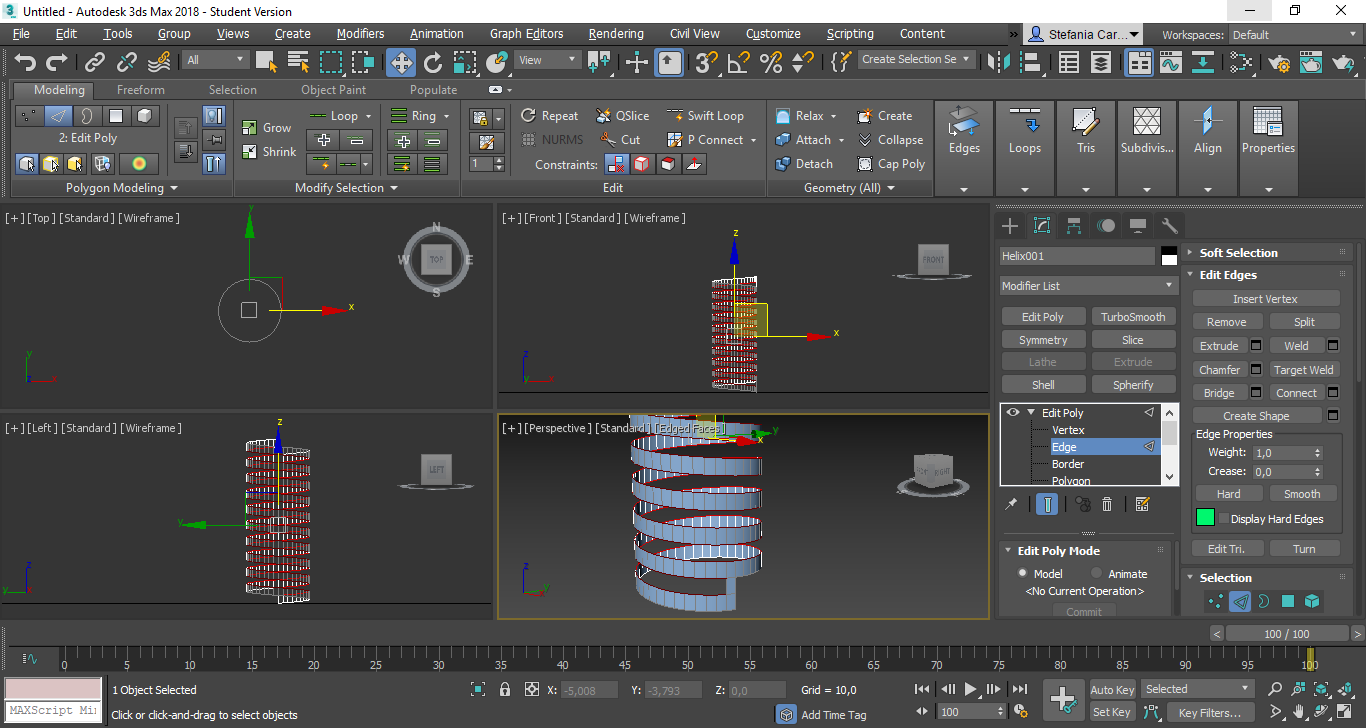 Untitled - Autodesk 3ds Max 2018 - Student Version
File Edit Tools Group Views Create Modifiers Animation Graph Editors Rendering Civil View Customize Scripting Content » Stefania Car... Workspaces: Default
All View Create Selection Se
Modeling Freeform Selection Object Paint Populate
2: Edit Poly Grow Shrink Loop Ring 1 Repeat QSlice Swift Loop
NURMS Cut P Connect
Constraints:
Relax Create
Attach Collapse
Detach Cap Poly
Edges Loops Tris Subdivis... Align Properties
Polygon Modeling Modify Selection Edit Geometry (All)
[+] [Top] [Standard] [Wireframe]
y
x
N
W TOP E
S
y
z x
[+] [Front] [Standard] [Wireframe]
z
x
FRONT
z
y x
[+] [Left] [Standard] [Wireframe]
z
y
LEFT
z
y
[+] [Perspective] [Standard] [Edged Faces]
y
x
RIGHT
z
y
Helix001
Modifier List
Edit Poly TurboSmooth
Symmetry Slice
Lathe Extrude
Shell Spherify
Edit Poly
Vertex
Edge
Border
Polygon
Edit Poly Mode
Model Animate
<No Current Operation>
Commit
Soft Selection
Edit Edges
Insert Vertex
Remove Split
Extrude Weld
Chamfer Target Weld
Bridge Connect
Create Shape
Edge Properties
Weight: 1,0
Crease: 0,0
Hard Smooth
Display Hard Edges
Edit Tri. Turn
Selection
< 100 / 100 >
0 5 10 15 20 25 30 35 40 45 50 55 60 65 70 75 80 85 90 95 100
1 Object Selected X: -5,008 Y: -3,793 Z: 0,0 Grid = 10,0 Auto Key Selected
MAXScript Mi
Click or click-and-drag to select objects Add Time Tag 100 Set Key Key Filters...